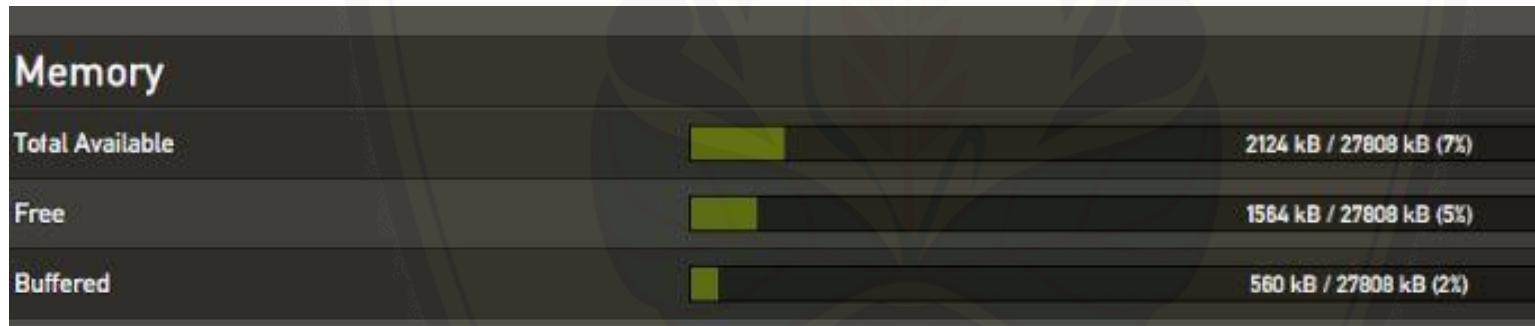 Memory
Total Available 2124 kB / 27808 kB (7%)
Free 1564 kB / 27808 kB (5%)
Buffered 560 kB / 27808 kB (2%)